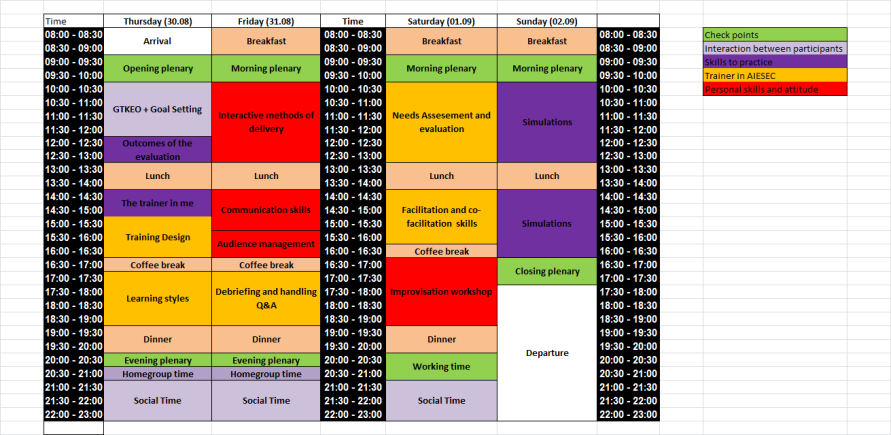 Time Thursday (30.08) Friday (31.08) Time Saturday (01.09) Sunday (02.09)
08:00 - 08:30 Arrival Breakfast 08:00 - 08:30 Breakfast Breakfast 08:00 - 08:30 Check points
08:30 - 09:00 08:30 - 09:00 08:30 - 09:00 Interaction between participants
09:00 - 09:30 Opening plenary Morning plenary 09:00 - 09:30 Morning plenary Morning plenary 09:00 - 09:30 Skills to practice
09:30 - 10:00 09:30 - 10:00 09:30 - 10:00 Trainer in AIESEC
10:00 - 10:30 10:00 - 10:30 10:00 - 10:30 Personal skills and attitude
10:30 - 11:00 GTKEO + Goal Setting 10:30 - 11:00 10:30 - 11:00
11:00 - 11:30 Interactive methods of 11:00 - 11:30 Needs Assesement and 11:00 - 11:30
11:30 - 12:00 delivery 11:30 - 12:00 evaluation Simulations 11:30 - 12:00
12:00 - 12:30 Outcomes of the 12:00 - 12:30 12:00 - 12:30
12:30 - 13:00 evaluation 12:30 - 13:00 12:30 - 13:00
13:00 - 13:30 Lunch Lunch 13:00 - 13:30 Lunch Lunch 13:00 - 13:30
13:30 - 14:00 13:30 - 14:00 13:30 - 14:00
14:00 - 14:30 The trainer in me 14:00 - 14:30 14:00 - 14:30
14:30 - 15:00 Communication skills 14:30 - 15:00 Facilitation and co- 14:30 - 15:00
15:00 - 15:30 15:00 - 15:30 facilitation skills Simulations 15:00 - 15:30
15:30 - 16:00 Training Design Audience management 15:30 - 16:00 15:30 - 16:00
16:00 - 16:30 16:00 - 16:30 Coffee break 16:00 - 16:30
16:30 - 17:00 Coffee break Coffee break 16:30 - 17:00 Closing plenary 16:30 - 17:00
17:00 - 17:30 17:00 - 17:30 17:00 - 17:30
17:30 - 18:00 Learning styles Debriefing and handling 17:30 - 18:00 Improvisation workshop 17:30 - 18:00
18:00 - 18:30 Q&A 18:00 - 18:30 18:00 - 18:30
18:30 - 19:00 18:30 - 19:00 18:30 - 19:00
19:00 - 19:30 Dinner Dinner 19:00 - 19:30 Dinner 19:00 - 19:30
19:30 - 20:00 19:30 - 20:00 Departure 19:30 - 20:00
20:00 - 20:30 Evening plenary Evening plenary 20:00 - 20:30 Working time 20:00 - 20:30
20:30 - 21:00 Homegroup time Homegroup time 20:30 - 21:00 20:30 - 21:00
21:00 - 21:30 21:00 - 21:30 21:00 - 21:30
21:30 - 22:00 Social Time Social Time 21:30 - 22:00 Social Time 21:30 - 22:00
22:00 - 23:00 22:00 - 23:00 22:00 - 23:00